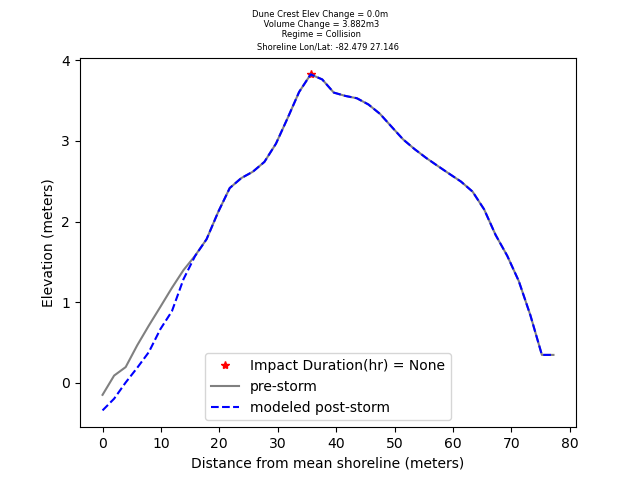 Dune Crest Elev Change = 0.0m
Volume Change = 3.882m3
Regime = Collision
Shoreline Lon/Lat: -82.479 27.146
4
3
2
1
0
Elevation (meters)
Impact Duration(hr) = None
pre-storm
modeled post-storm
0 10 20 30 40 50 60 70 80
Distance from mean shoreline (meters)